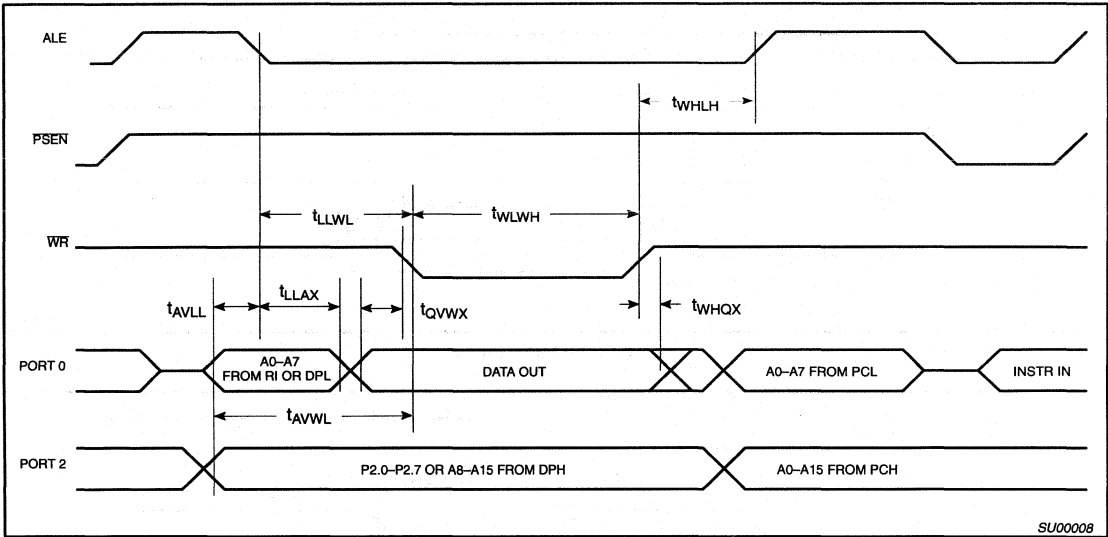 ALE
tWHLH
PSEN
tLLWL
tWLWH
WR
tAVLL
tLLAX
tQVWX
tWHQX
PORT 0
A0–A7
FROM RI OR DPL
DATA OUT
A0–A7 FROM PCL
INSTR IN
tAVWL
PORT 2
P2.0–P2.7 OR A8–A15 FROM DPH
A0–A15 FROM PCH
SU00008